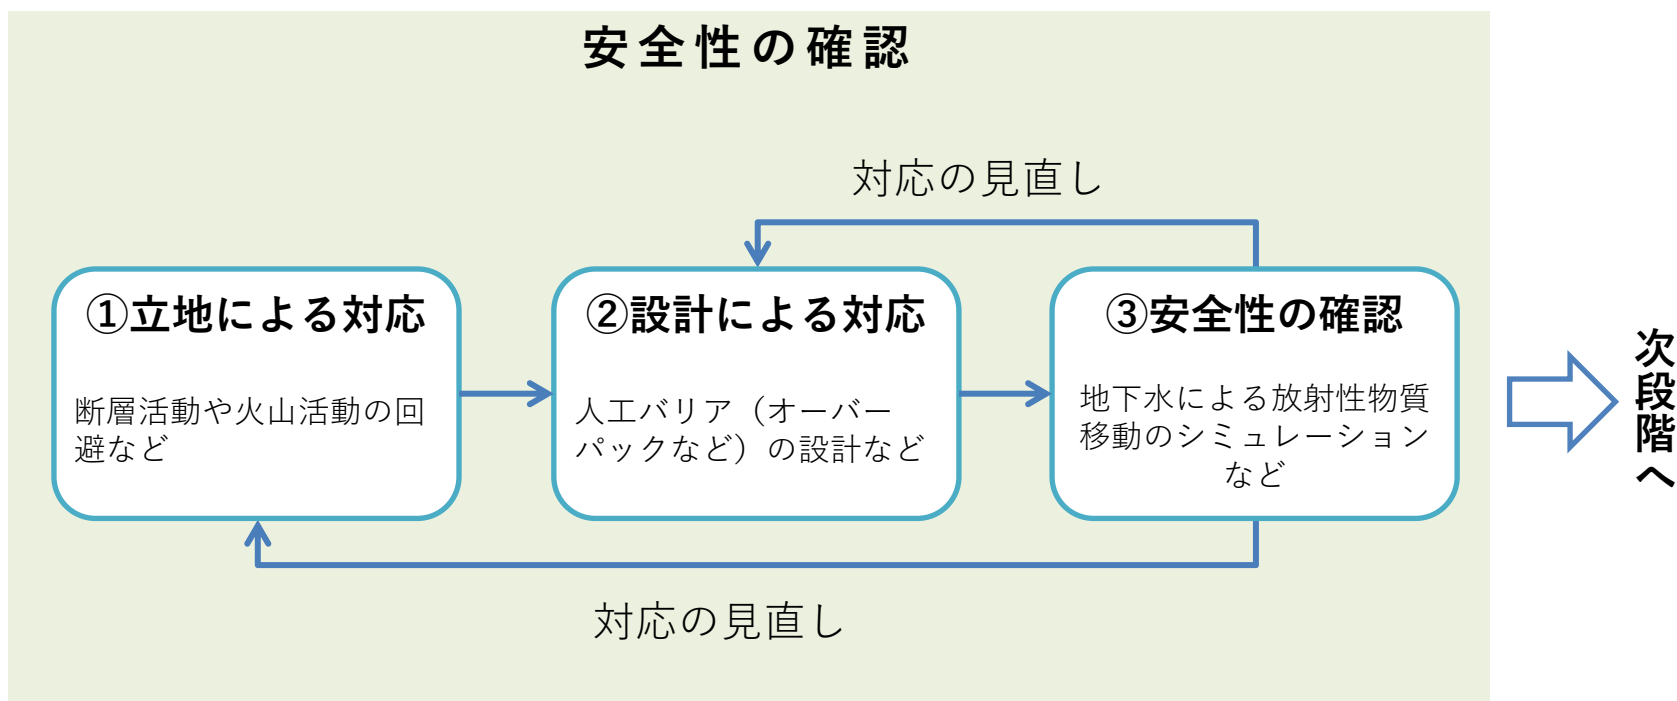 安全性の確認
対応の見直し
①立地による対応
断層活動や火山活動の回
避など
②設計による対応
人工バリア（オーバー
パックなど）の設計など
③安全性の確認
地下水による放射性物質
移動のシミュレーション
など
対応の見直し
次段階へ